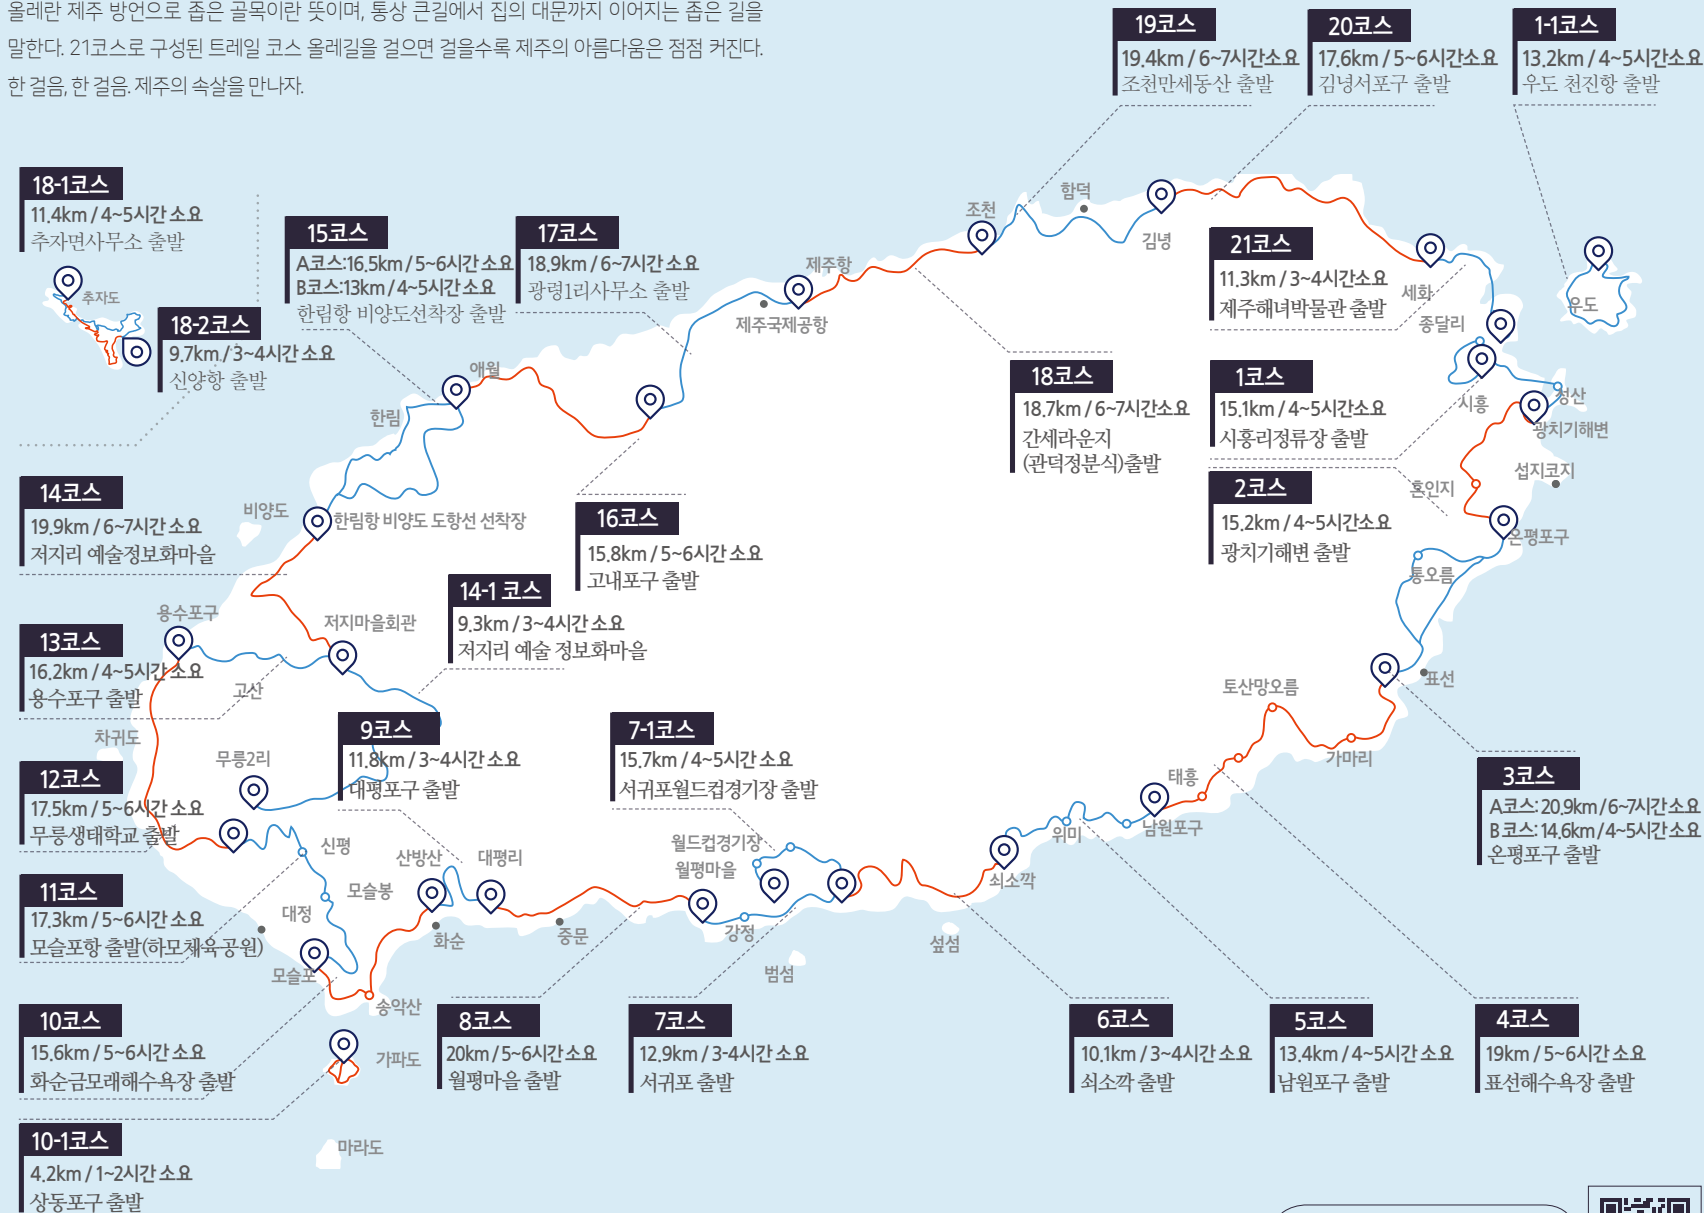 올레란 제주 방언으로 좁은 골목이란 뜻이며, 통상 큰길에서 집의 대문까지 이어지는 좁은 길을
말한다. 21코스로 구성된 트레일 코스 올레길을 걸으면 걸을수록 제주의 아름다움은 점점 커진다.
한 걸음, 한 걸음. 제주의 속살을 만나자.
19코스
19.4km / 6~7시간소요
조천만세동산 출발
20코스
17.6km / 5~6시간소요
김녕서포구 출발
1-1코스
13.2km / 4~5시간소요
우도 천진항 출발
18-1코스
11.4km / 4~5시간 소요
추자면사무소 출발
추자도
18-2코스
9.7km / 3~4시간 소요
신양항 출발
15코스
A코스:16.5km / 5~6시간 소요
B코스:13km / 4~5시간 소요
한림항 비양도선착장 출발
17코스
18.9km / 6~7시간 소요
광령1리사무소 출발
제주항
제주국제공항
조천
함덕
김녕
21코스
11.3km / 3~4시간소요
제주해녀박물관 출발
세화
종달리
우도
18코스
18.7km / 6~7시간소요
간세라운지
(관덕정분식)출발
1코스
15.1km / 4~5시간소요
시흥리정류장 출발
시흥
성산
광치기해변
섭지코지
혼인지
2코스
15.2km / 4~5시간소요
광치기해변 출발
온평포구
통오름
애월
한림
14코스
19.9km / 6~7시간 소요
저지리 예술정보화마을
비양도
한림항 비양도 도항선 선착장
16코스
15.8km / 5~6시간 소요
고내포구 출발
14-1 코스
9.3km / 3~4시간 소요
저지리 예술 정보화마을
용수포구
저지마을회관
13코스
16.2km / 4~5시간 소요
용수포구 출발
고산
차귀도
무릉2리
9코스
11.8km / 3~4시간 소요
대평포구 출발
7-1코스
15.7km / 4~5시간 소요
서귀포월드컵경기장 출발
토산망오름
표선
가마리
태흥
3코스
A코스: 20.9km/ 6~7시간소요
B 코스: 14.6km/ 4~5시간소요
온평포구 출발
12코스
17.5km / 5~6시간 소요
무릉생태학교 출발
신평
모슬봉
산방산
대평리
월드컵경기장
월평마을
쇠소깍
위미
남원포구
11코스
17.3km / 5~6시간 소요
모슬포항 출발(하모체육공원)
대정
모슬포
화순
중문
강정
범섬
섶섬
송악산
가파도
마라도
10코스
15.6km / 5~6시간 소요
화순금모래해수욕장 출발
8코스
20km / 5~6시간 소요
월평마을 출발
7코스
12.9km / 3-4시간 소요
서귀포 출발
6코스
10.1km / 3~4시간 소요
쇠소깍 출발
5코스
13.4km / 4~5시간 소요
남원포구 출발
4코스
19km / 5~6시간 소요
표선해수욕장 출발
10-1코스
4.2km / 1~2시간 소요
상동포구 출발